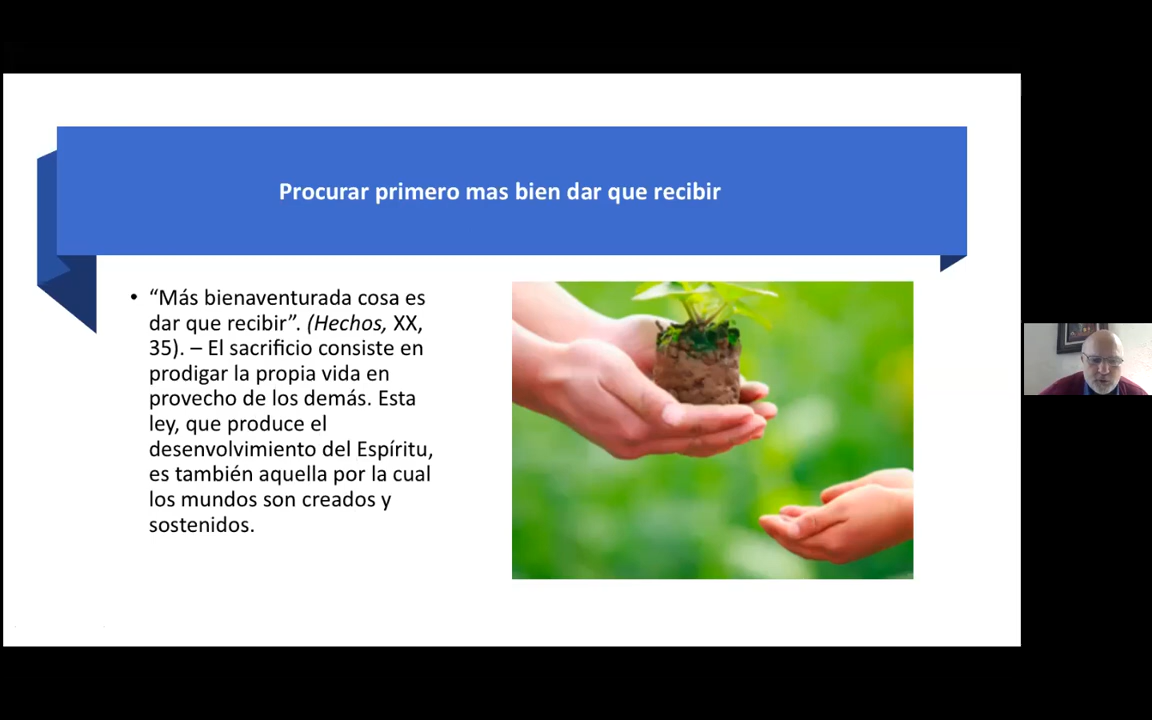 Procurar primero mas bien dar que recibir
• “Más bienaventurada cosa es
dar que recibir”. (Hechos, XX,
35). – El sacrificio consiste en
prodigar la propia vida en
provecho de los demás. Esta
ley, que produce el
desenvolvimiento del Espíritu,
es también aquella por la cual
los mundos son creados y
sostenidos.